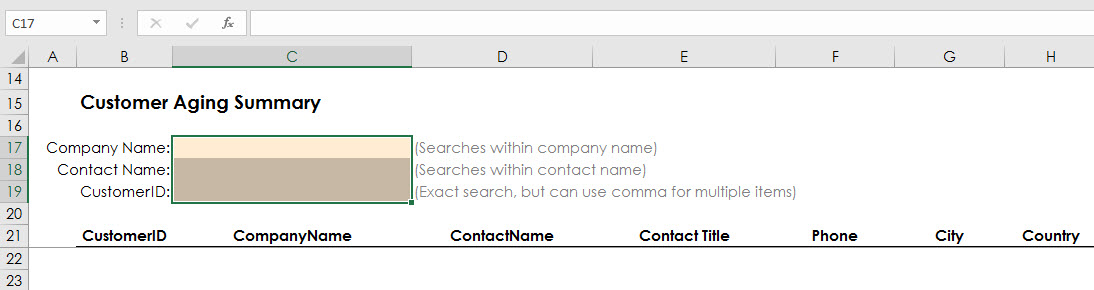 C17 fx
A B C D E F G H
14
15 Customer Aging Summary
16
17 Company Name: (Searches within company name)
18 Contact Name: (Searches within contact name)
19 CustomerID: (Exact search, but can use comma for multiple items)
20
21 CustomerID CompanyName ContactName Contact Title Phone City Country
22
23